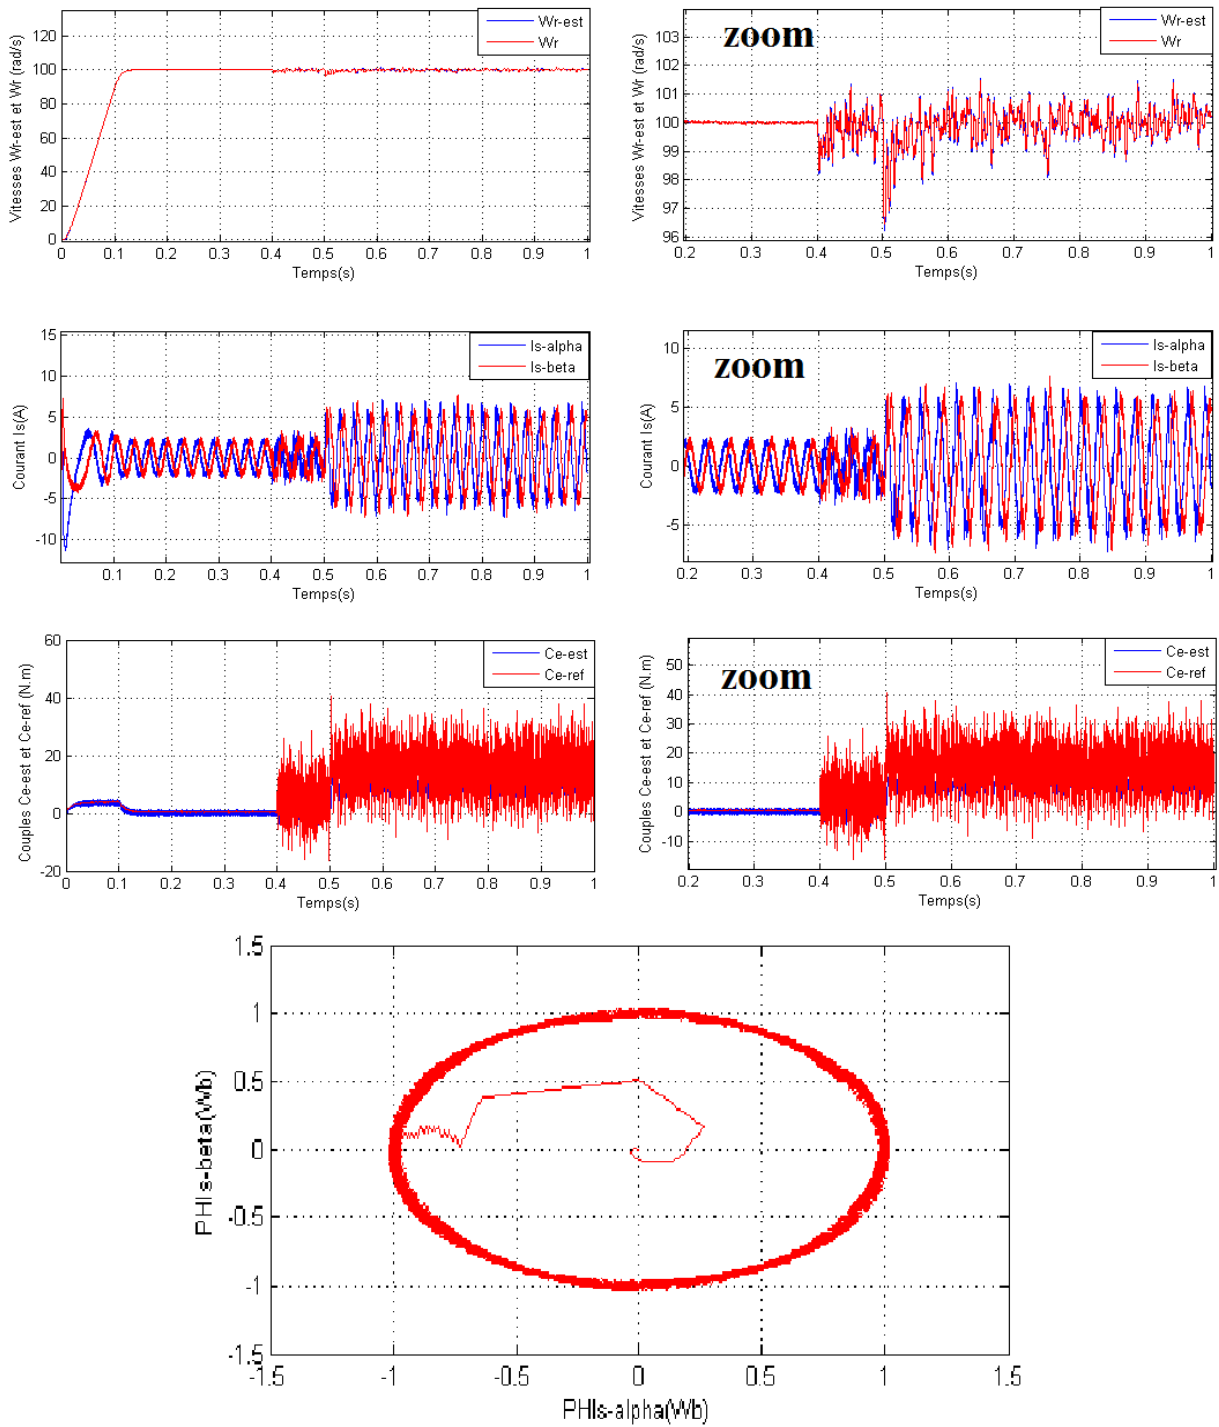 Vitesses Wr-est et Wr (rad/s)
120
100
80
60
40
20
0
0 0.1 0.2 0.3 0.4 0.5 0.6 0.7 0.8 0.9 1
Temps(s)
Wr-est
Wr
zoom
Vitesses Wr-est et Wr (rad/s)
103
102
101
100
99
98
97
96
0.2 0.3 0.4 0.5 0.6 0.7 0.8 0.9 1
Temps(s)
Wr-est
Wr
Courant Is(A)
15
10
5
0
-5
-10
0.1 0.2 0.3 0.4 0.5 0.6 0.7 0.8 0.9 1
Temps(s)
Is-alpha
Is-beta
zoom
Courant Is(A)
10
5
0
-5
0.2 0.3 0.4 0.5 0.6 0.7 0.8 0.9 1
Temps(s)
Is-alpha
Is-beta
Couples Ce-est et Ce-ref (N.m)
60
40
20
0
-20
0 0.1 0.2 0.3 0.4 0.5 0.6 0.7 0.8 0.9 1
Temps(s)
Ce-est
Ce-ref
zoom
Couples Ce-est et Ce-ref (N.m)
50
40
30
20
10
0
-10
0.2 0.3 0.4 0.5 0.6 0.7 0.8 0.9 1
Temps(s)
Ce-est
Ce-ref
PHIs-beta(Wb)
1.5
1
0.5
0
-0.5
-1
-1.5
-1.5 -1 -0.5 0 0.5 1 1.5
PHIs-alpha(Wb)